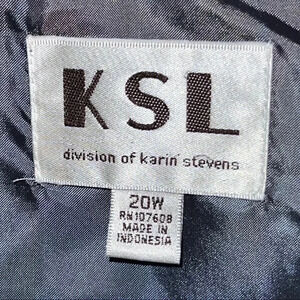 KSL
division of karin stevens
20W
RN107608
MADE IN
INDONESIA